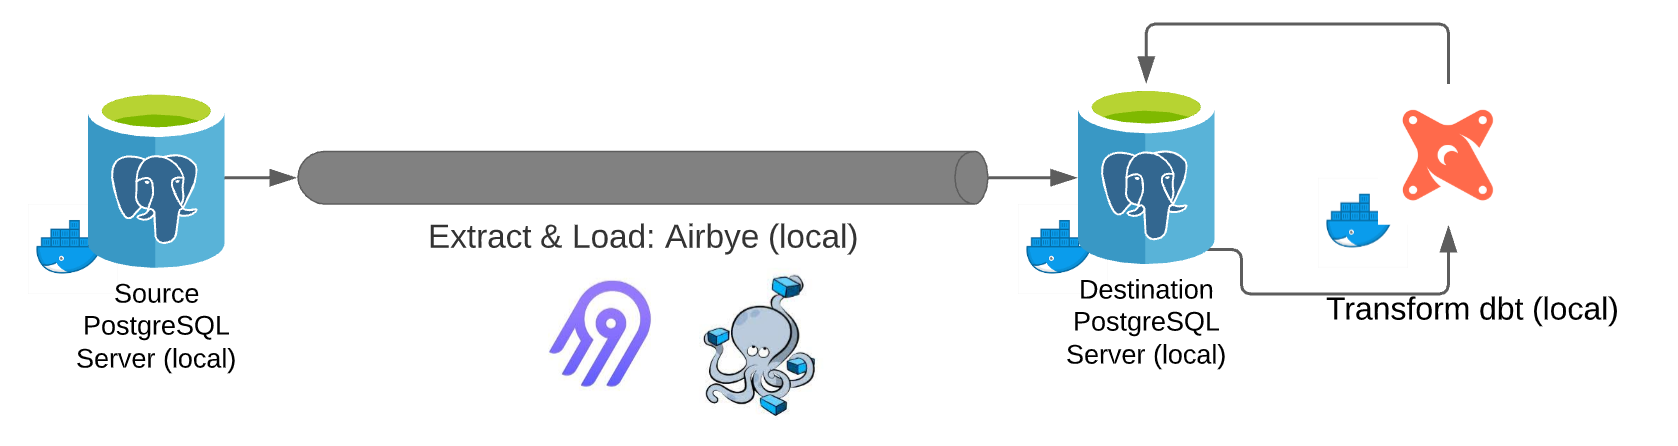 Source
PostgreSQL
Server (local)
Extract & Load: Airbye (local)
Destination
PostgreSQL
Server (local)
Transform dbt (local)